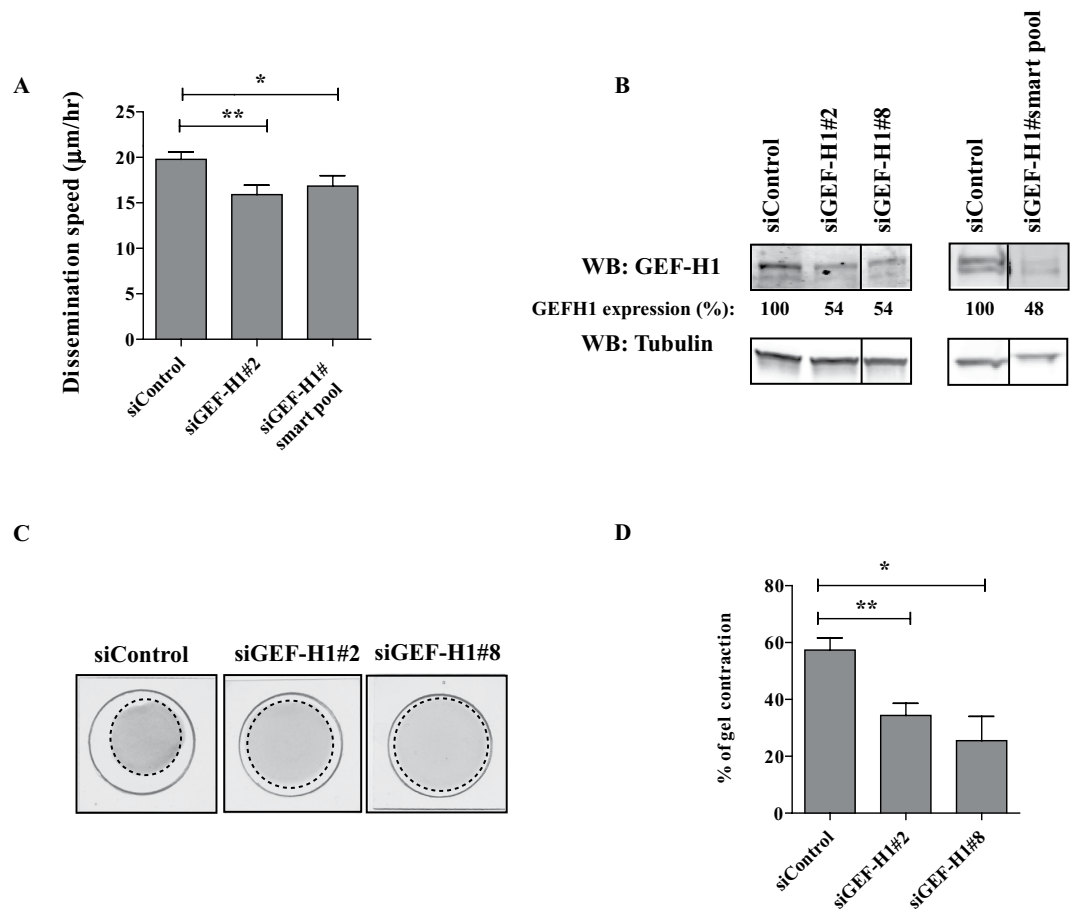 A
Dissemination speed (μm/hr)
25
20
15
10
5
0
*
**
siControl
siGEF-H1#2
siGEF-H1#
smart pool
B
siControl
siGEF-H1#2
siGEF-H1#8
siControl
siGEF-H1#smart pool
WB: GEF-H1
GEFH1 expression (%): 100 54 54 100 48
WB: Tubulin
C
siControl siGEF-H1#2 siGEF-H1#8
D
% of gel contraction
80
60
40
20
0
*
**
siControl
siGEF-H1#2
siGEF-H1#8